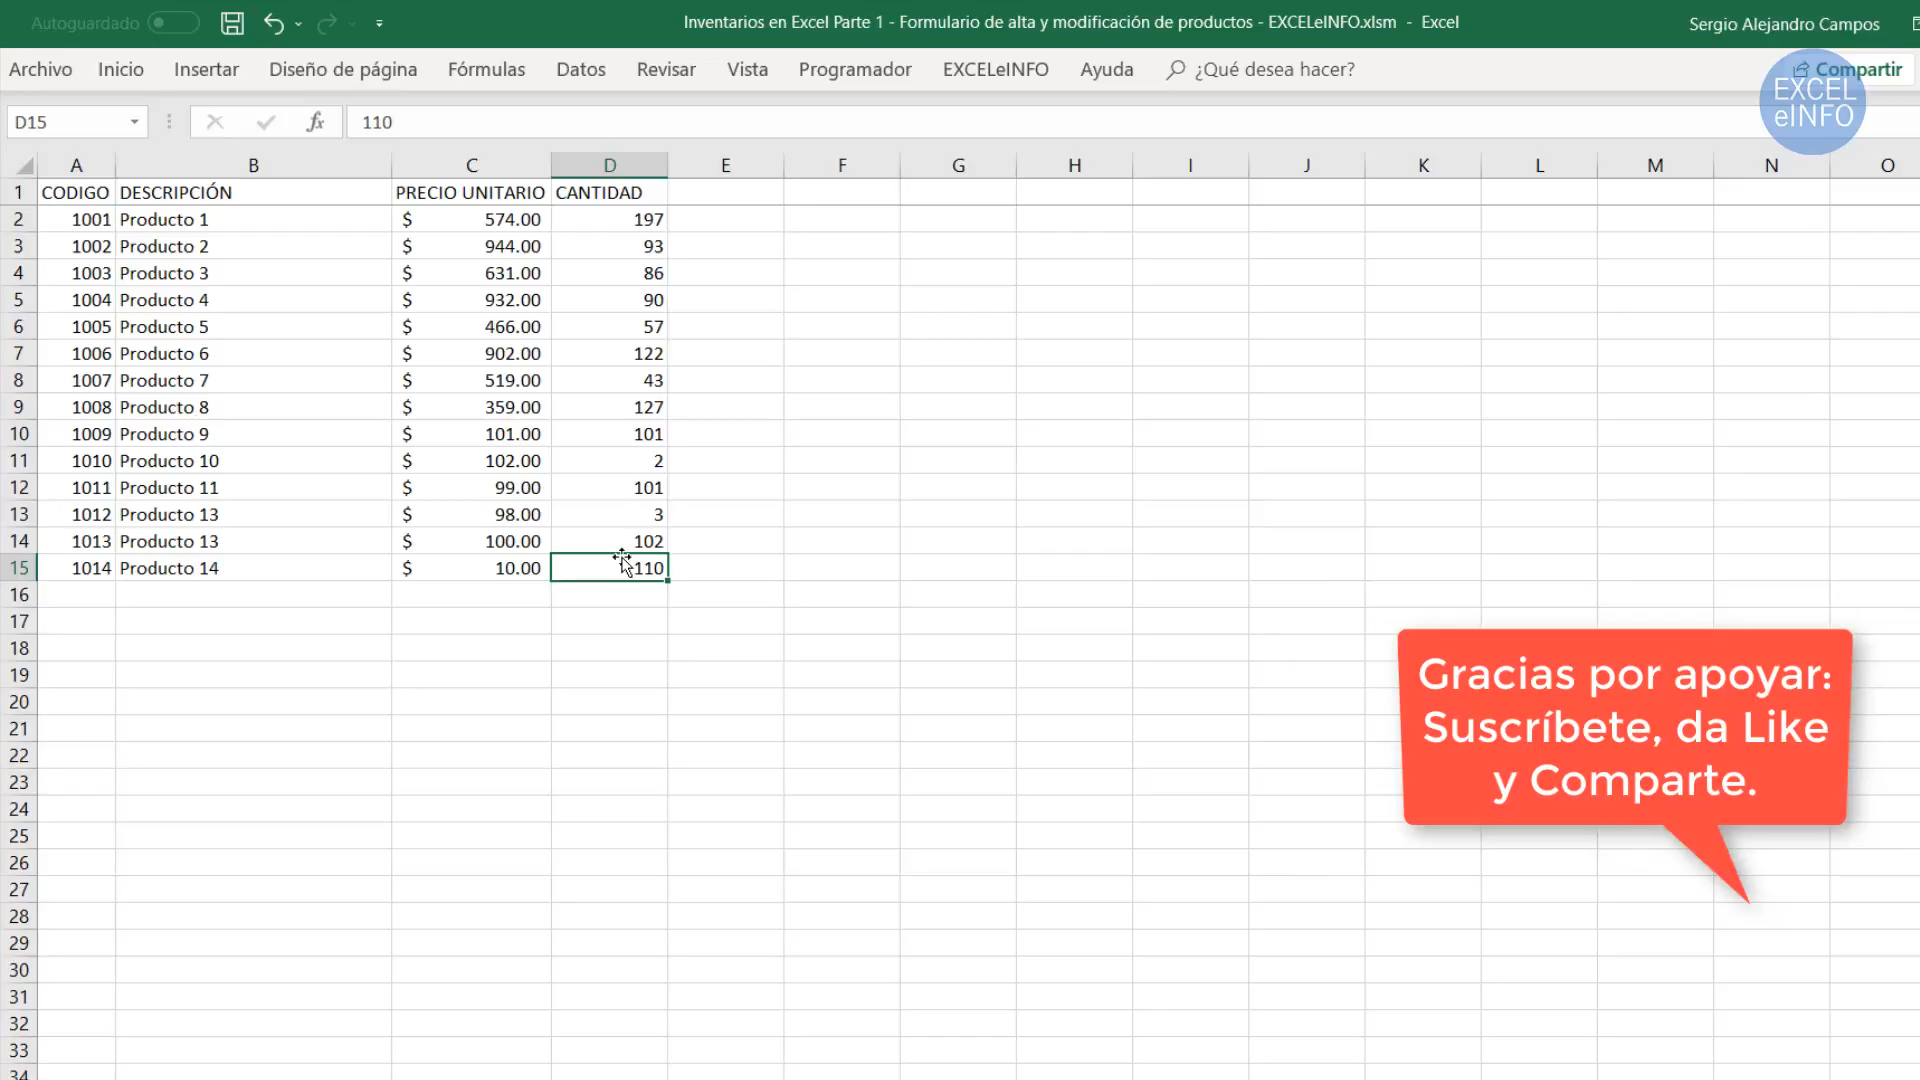 Autoguardado
Inventarios en Excel Parte 1 - Formulario de alta y modificación de productos - EXCELeINFO.xlsm - Excel
Sergio Alejandro Campos
Archivo Inicio Insertar Diseño de página Fórmulas Datos Revisar Vista Programador EXCELeINFO Ayuda ¿Qué desea hacer? Compartir
EXCEL
eINFO
D15 fx 110
A B C D E F G H I J K L M N O
1 CODIGO DESCRIPCIÓN PRECIO UNITARIO CANTIDAD
2 1001 Producto 1 $ 574.00 197
3 1002 Producto 2 $ 944.00 93
4 1003 Producto 3 $ 631.00 86
5 1004 Producto 4 $ 932.00 90
6 1005 Producto 5 $ 466.00 57
7 1006 Producto 6 $ 902.00 122
8 1007 Producto 7 $ 519.00 43
9 1008 Producto 8 $ 359.00 127
10 1009 Producto 9 $ 101.00 101
11 1010 Producto 10 $ 102.00 2
12 1011 Producto 11 $ 99.00 101
13 1012 Producto 13 $ 98.00 3
14 1013 Producto 13 $ 100.00 102
15 1014 Producto 14 $ 10.00 110
16
17
18
19
20
21
22
23
24
25
26
27
28
29
30
31
32
33
34
Gracias por apoyar:
Suscríbete, da Like
y Comparte.